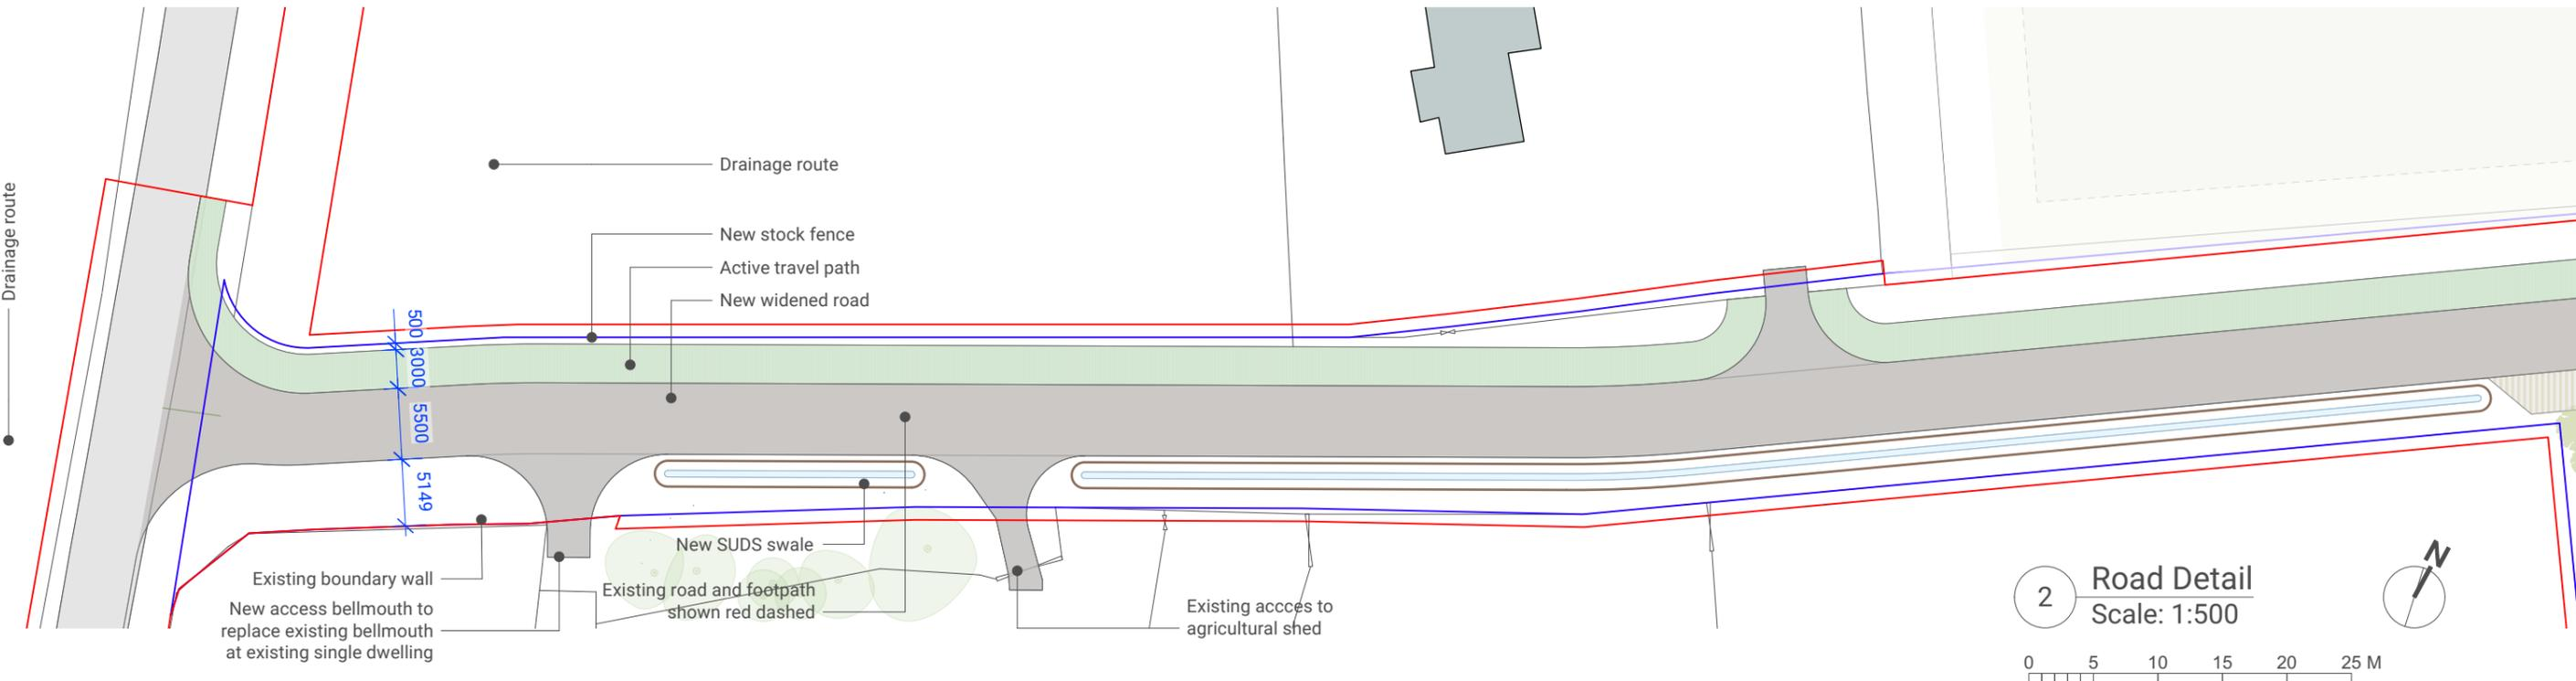 Drainage route
Drainage route
New stock fence
Active travel path
New widened road
500
3000
5500
5149
New SUDS swale
Existing boundary wall
New access bellmouth to
replace existing bellmouth
at existing single dwelling
Existing road and footpath
shown red dashed
Existing accces to
agricultural shed
2
Road Detail
Scale: 1:500
N
0 5 10 15 20 25 M